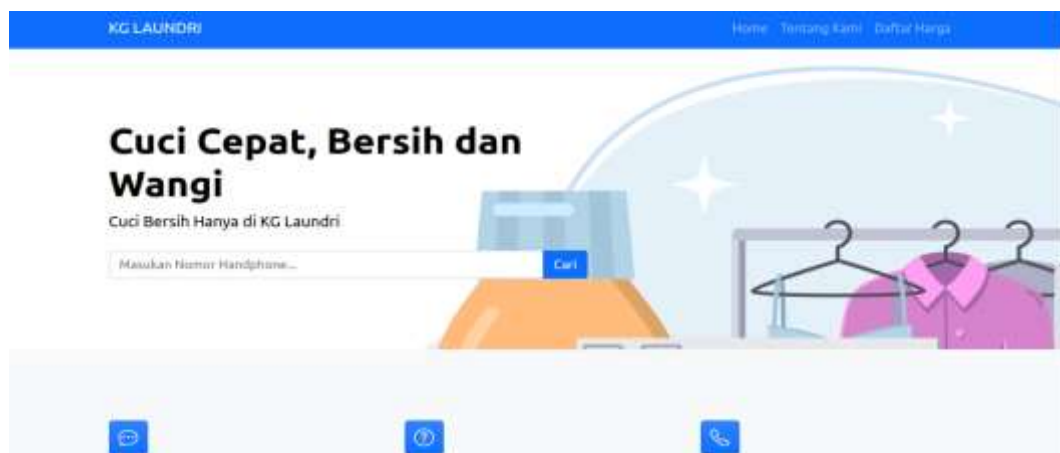 KG LAUNDRI
Home Tentang Kami Daftar Harga
Cuci Cepat, Bersih dan
Wangi
Cuci Bersih Hanya di KG Laundri
Masukan Nomor Handphone...
Cari